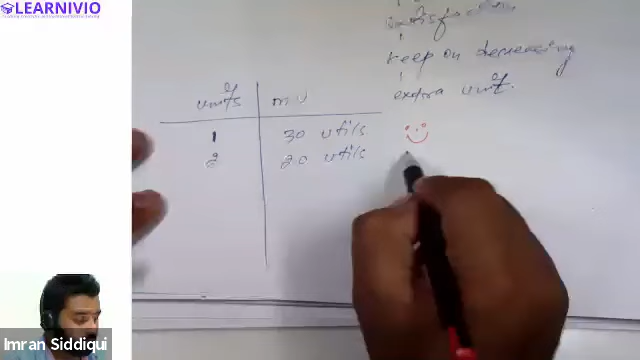 LEARNIVIO
keep on decreasing
extra unit.
units MU
1 30 utils
2 20 utils
Imran Siddiqui